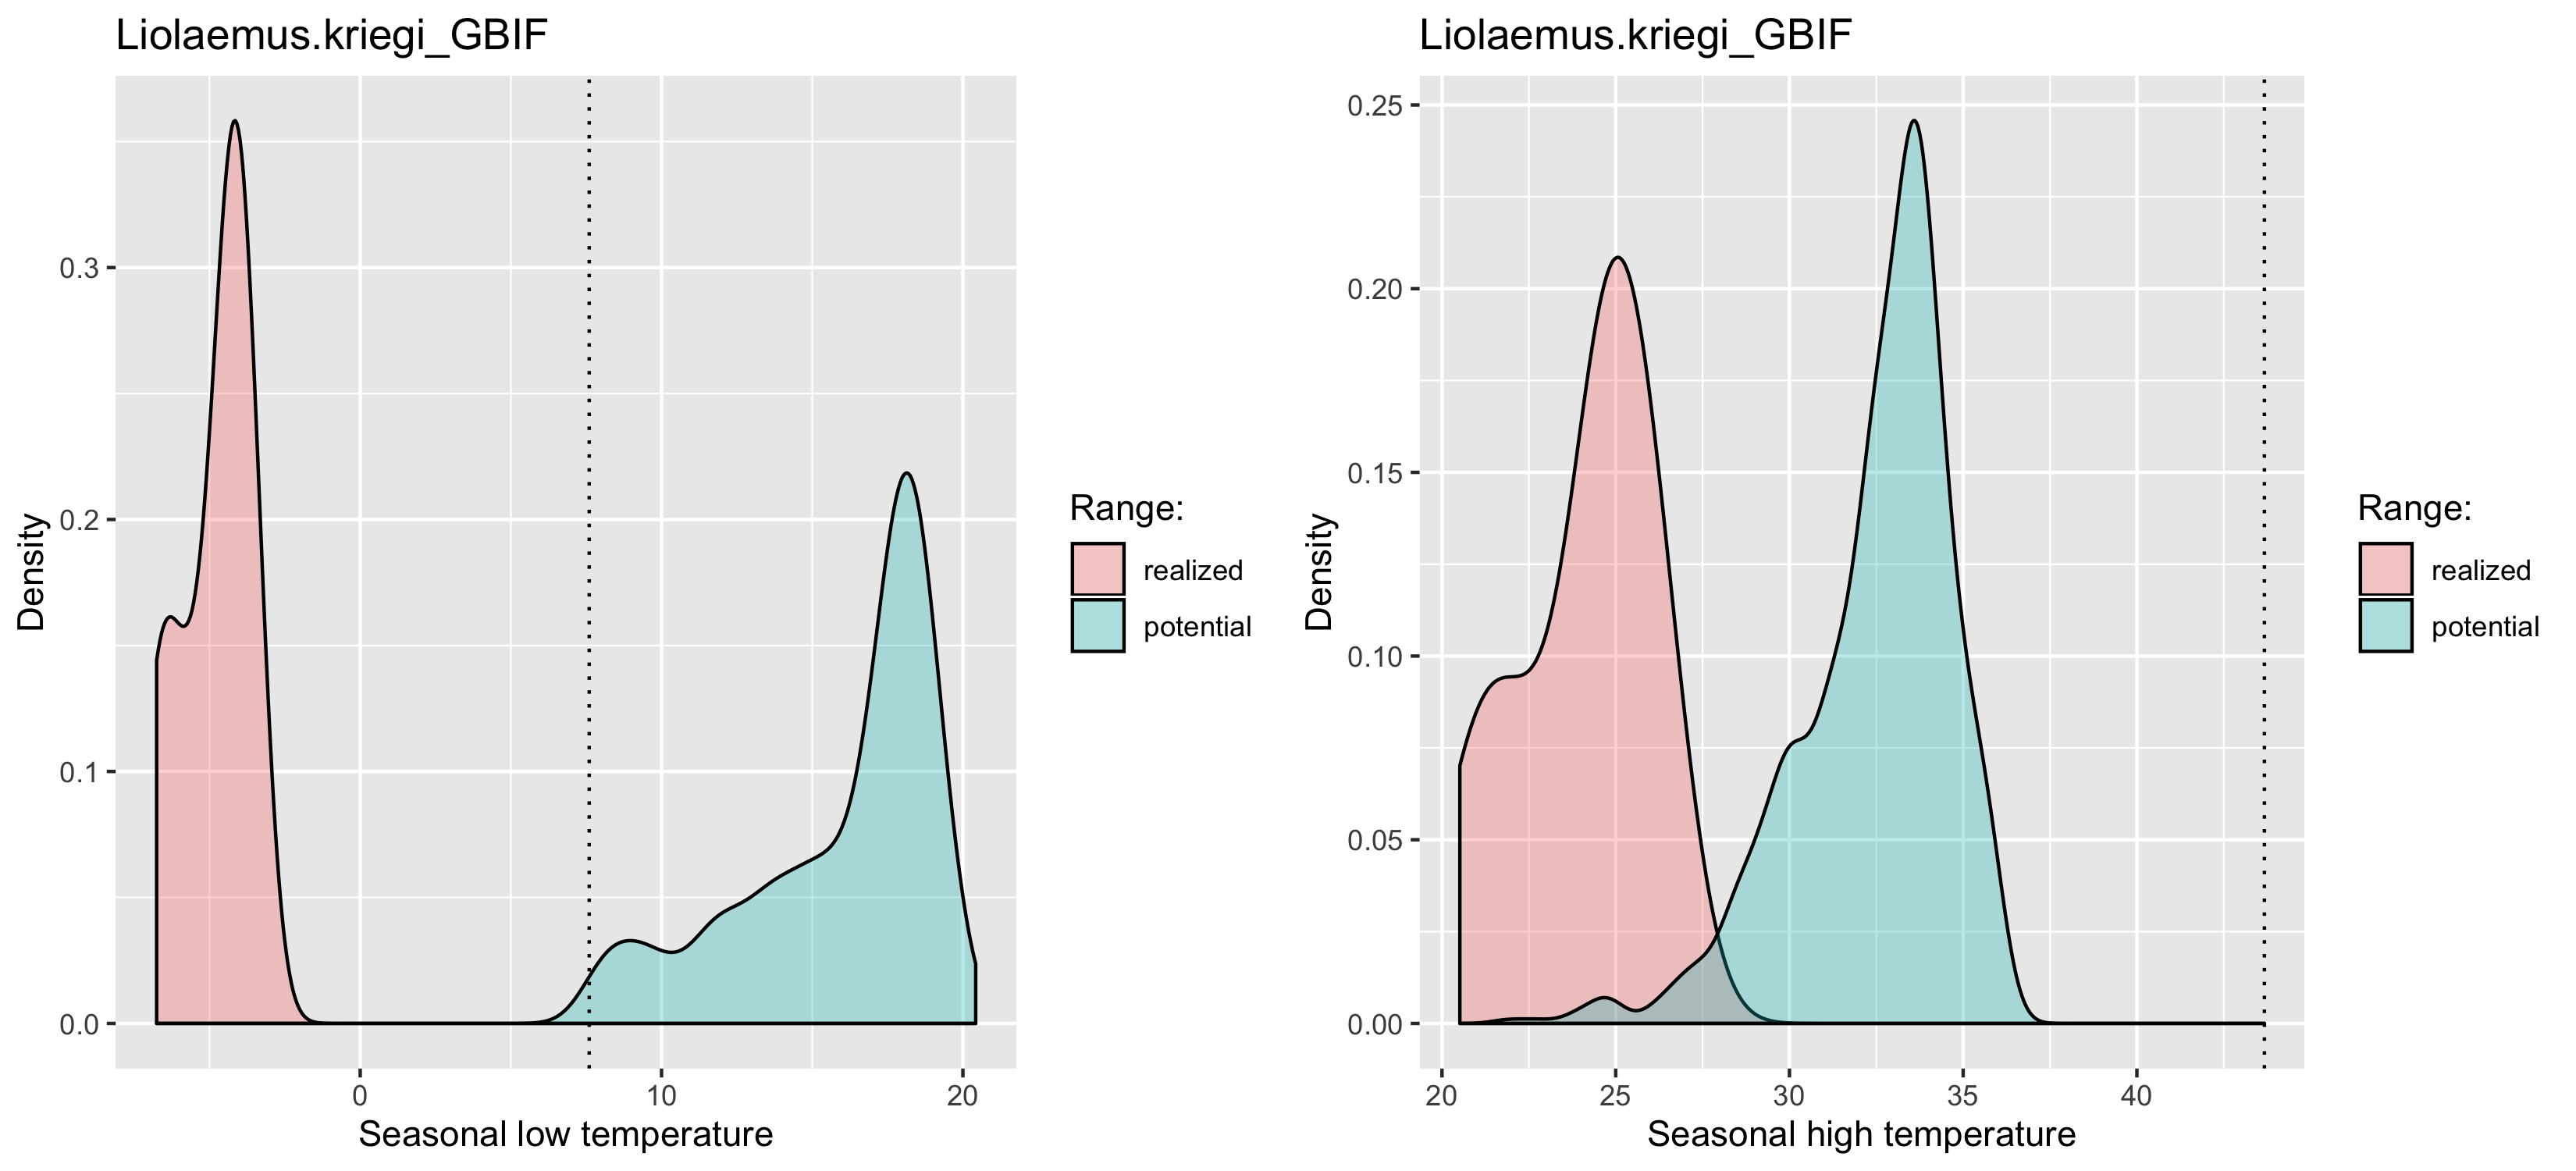 Liolaemus.kriegi_GBIF
0.3
0.2
0.1
0.0
Density
0
10
20
Seasonal low temperature
Range:
realized
potential
Liolaemus.kriegi_GBIF
0.25
0.20
0.15
0.10
0.05
0.00
Density
20
25
30
35
40
Seasonal high temperature
Range:
realized
potential